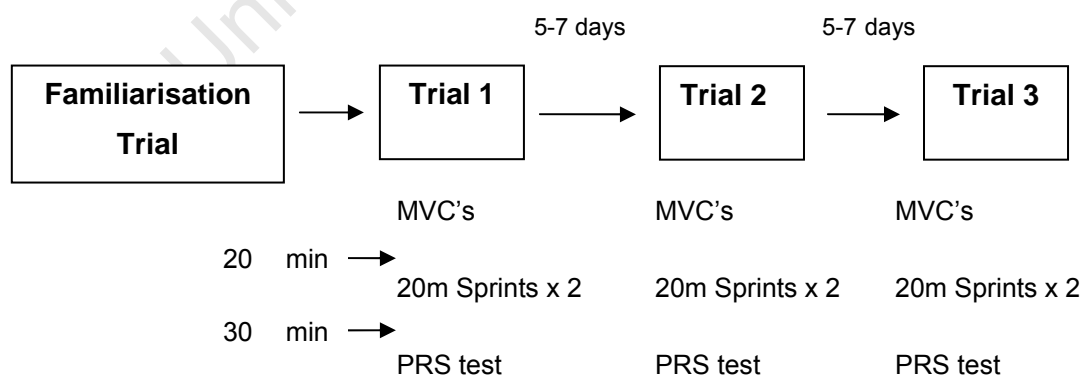 5-7 days 5-7 days
Familiarisation
Trial
Trial 1 Trial 2 Trial 3
MVC's MVC's MVC's
20 min
20m Sprints x 2 20m Sprints x 2 20m Sprints x 2
30 min
PRS test PRS test PRS test